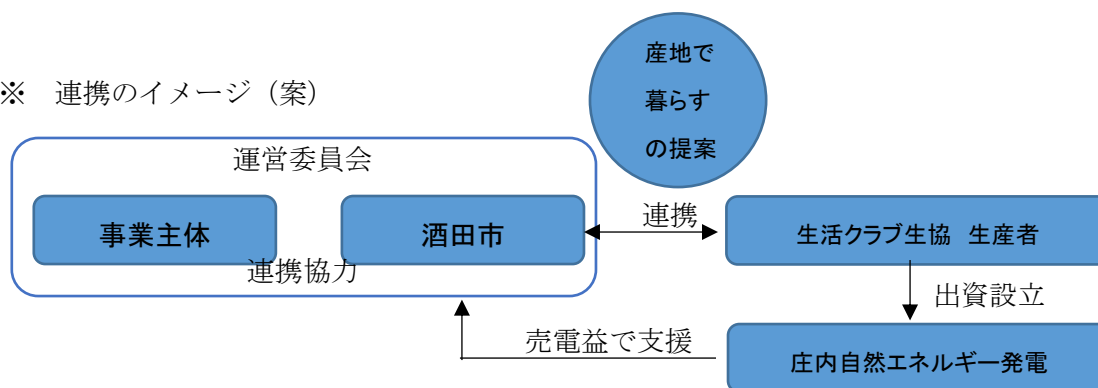 産地で
暮らす
の提案
※　連携のイメージ（案）
運営委員会
事業主体
酒田市
連携協力
連携
生活クラブ生協　生産者
出資設立
売電益で支援
庄内自然エネルギー発電